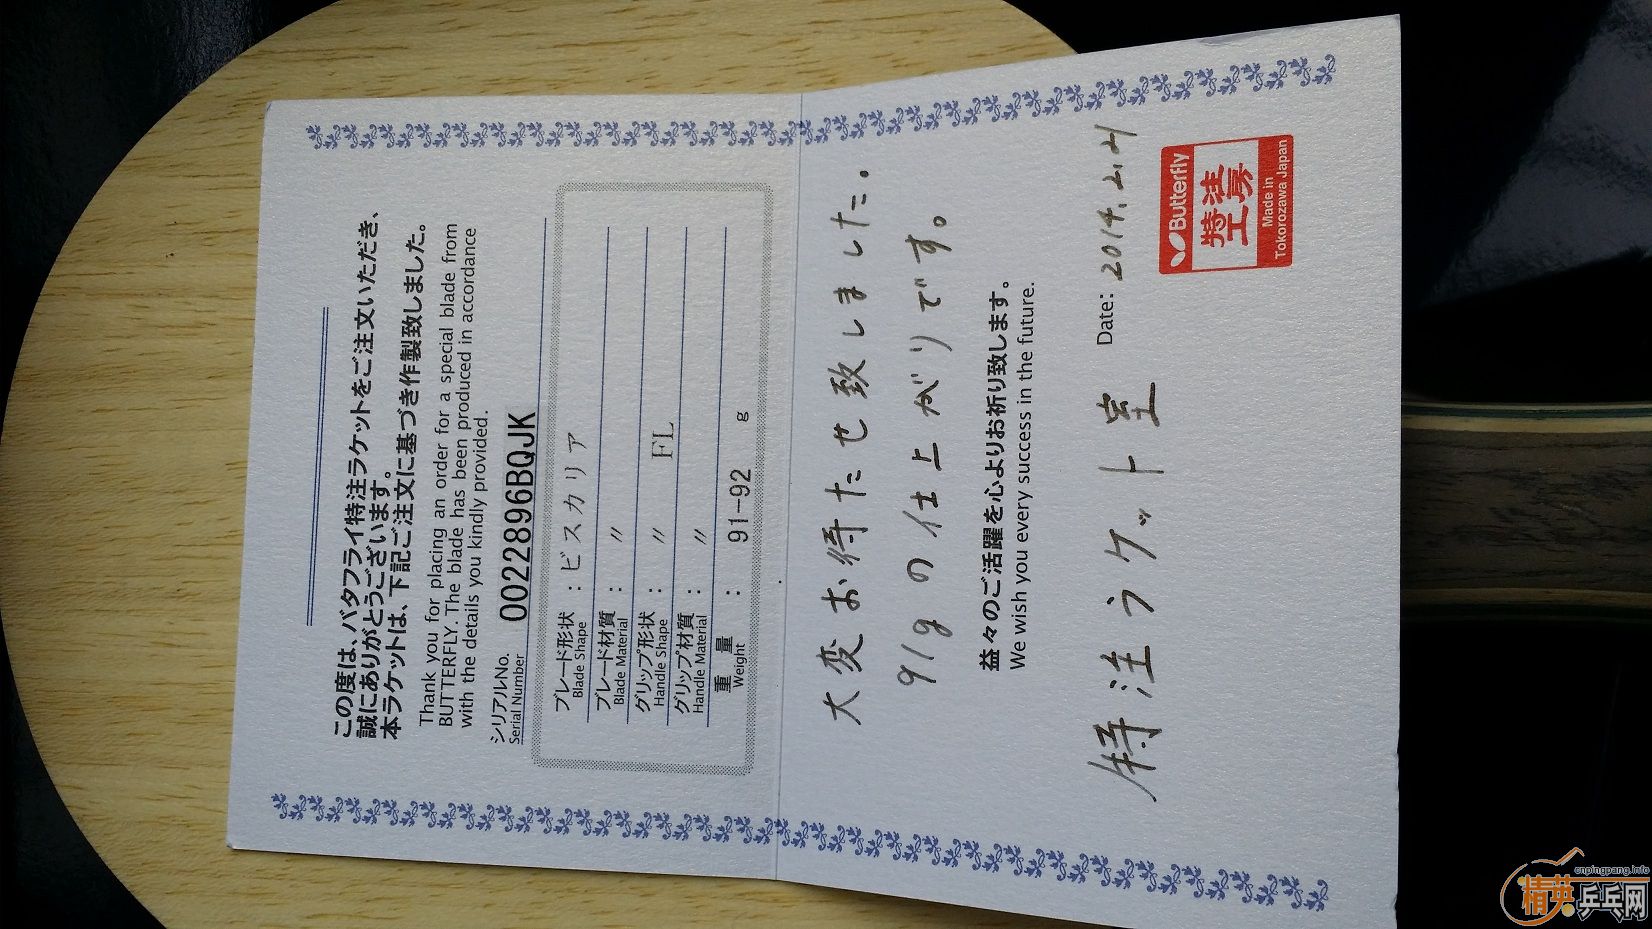 この度は、バタフライ特注ラケットをご注文いただき、
誠にありがとうございます。
本ラケットは、下記ご注文に基づき作製致しました。
Thank you for placing an order for a special blade from
BUTTERFLY. The blade has been produced in accordance
with the details you kindly provided.
シリアルNo.
Serial Number 0022896BQJK
ブレード形状 : ビスカリア
Blade Shape
ブレード材質 : 〃
Blade Material
グリップ形状 : 〃 FL
Handle Shape
グリップ材質 : 〃
Handle Material
重量 : 91-92 g
Weight
大変お待たせ致しました。
91gの仕上がりです。
益々のご活躍を心よりお祈り致します。
We wish you every success in the future.
Date: 2014.2.21
特注ラケット室
Butterfly
特注
工房
Made in
Tokorozawa Japan
cnpingpang.info
精英乒乓网